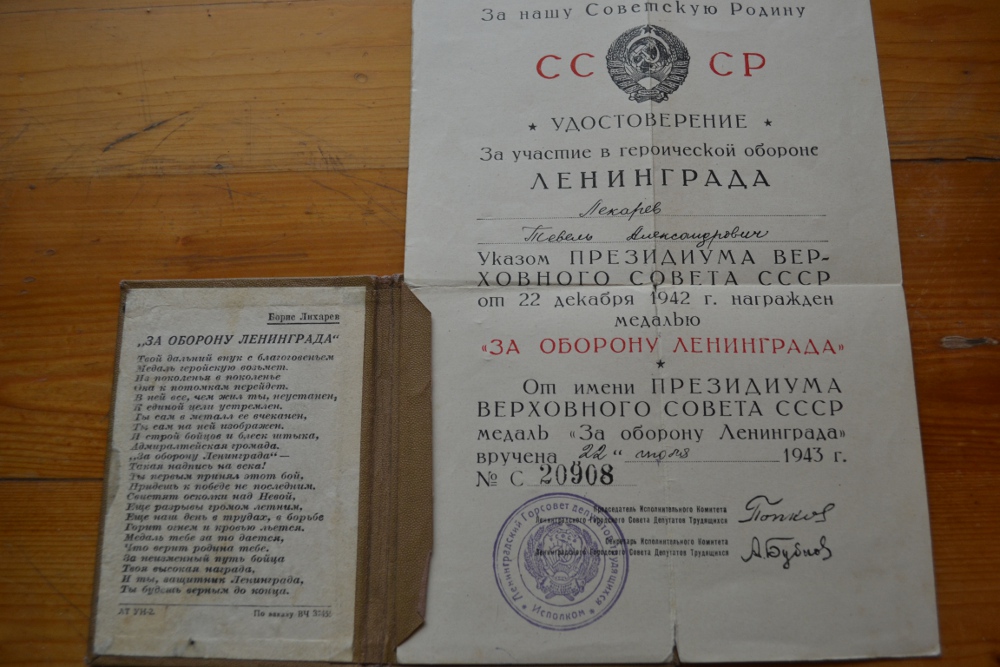 Борис Лихарев
„ЗА ОБОРОНУ ЛЕНИНГРАДА“
Твой дальний внук с благоговеньем
Медаль геройскую возьмет.
Из поколенья в поколенье
Она к потомкам перейдет.
В ней все, чем жил ты, неустанен,
К единой цели устремлен.
Ты сам в металл ее вчеканен,
Ты сам на ней изображен.
И строй бойцов и блеск штыка,
Адмиралтейская громада.
„За оборону Ленинграда“ —
Такая надпись на века!
Ты первым принял этот бой,
Придешь к победе не последним.
Свистят осколки над Невой,
Еще разрывы громом летним,
Еще наш день в трудах, в борьбе
Горит огнем и кровью льется.
Медаль тебе за то дается,
Что верит родина тебе.
За неизменный путь бойца
Твоя высокая награда,
И ты, защитник Ленинграда,
Ты будешь верным до конца.
По заказу ВЧ
За нашу Советскую Родину
СС СР
★ УДОСТОВЕРЕНИЕ ★
За участие в героической обороне
ЛЕНИНГРАДА
Лекарев
Тевель Александрович
Указом ПРЕЗИДИУМА ВЕР-
ХОВНОГО СОВЕТА СССР
от 22 декабря 1942 г. награжден
медалью
«ЗА ОБОРОНУ ЛЕНИНГРАДА»
★
От имени ПРЕЗИДИУМА
ВЕРХОВНОГО СОВЕТА СССР
медаль «За оборону Ленинграда»
вручена „22“ июля 1943 г.
№ С 20908
Председатель Исполнительного Комитета
Ленинградского Городского Совета Депутатов Трудящихся
Попков
Секретарь Исполнительного Комитета
Ленинградского Городского Совета Депутатов Трудящихся
А Бубнов
Ленинградский Горсовет Депутатов Трудящихся
★ Исполком ★